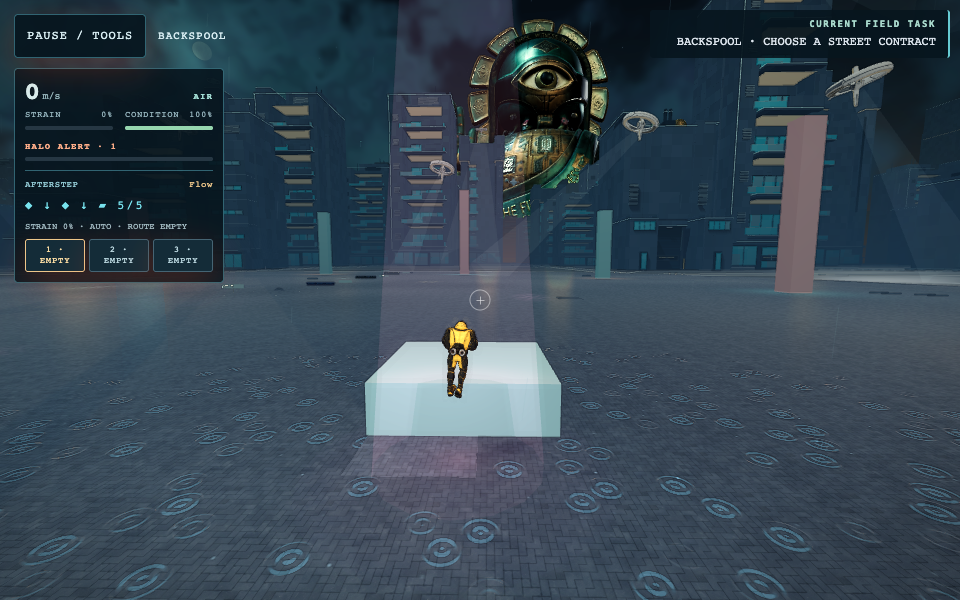 PAUSE / TOOLS
BACKSPOOL
CURRENT FIELD TASK
BACKSPOOL · CHOOSE A STREET CONTRACT
0 m/s
AIR
STRAIN 0%
CONDITION 100%
HALO ALERT · 1
AFTERSTEP
Flow
5/5
STRAIN 0% · AUTO · ROUTE EMPTY
1 · EMPTY
2 · EMPTY
3 · EMPTY